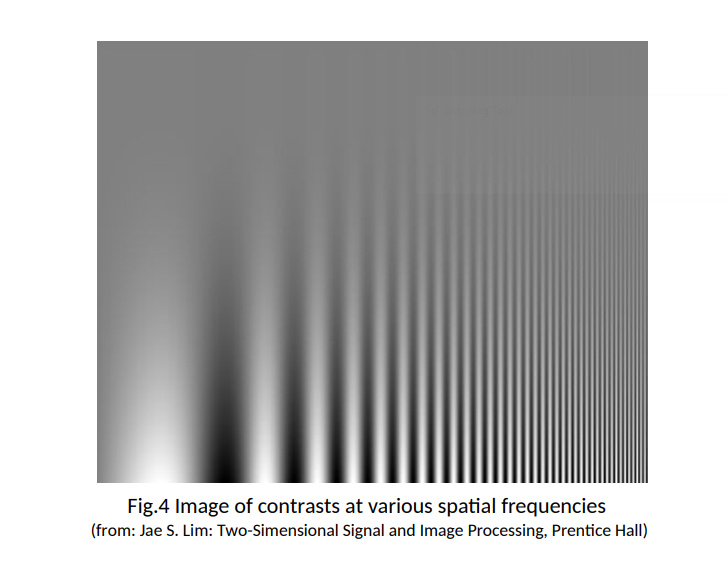 Fig.4 Image of contrasts at various spatial frequencies
(from: Jae S. Lim: Two-Simensional Signal and Image Processing, Prentice Hall)